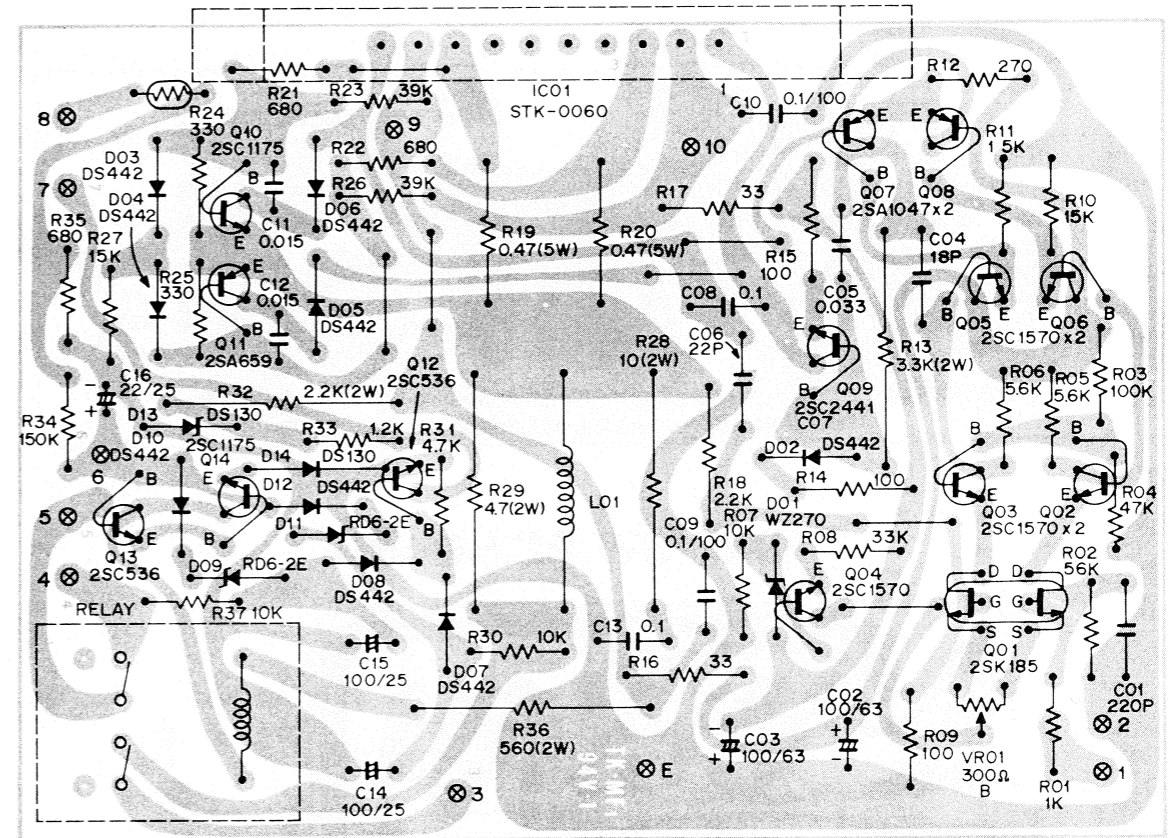 IC01
STK-0060
1
R12 270
R21
680
R23 39K
C10 0.1/100
8
R24
330
Q10
2SC1175
9
R22 680
10
E E
R11
1.5K
D03
DS442
7
D04
DS442
B
R26 39K
D06
DS442
C11
0.015
E
R17 33
B B
Q07 Q08
2SA1047x2
R10
15K
R35
680
R27
15K
R19
0.47(5W)
R20
0.47(5W)
R15
100
C04
18P
R25
330
E
C12
0.015
B
Q11
2SA659
D05
DS442
C08 0.1
C05
0.033
E E
B B
Q05 Q06
2SC1570x2
C06
22P
R28
10(2W)
E
B
Q09
2SC2441
C07
R13
3.3K(2W)
R06
5.6K
R05
5.6K
R03
100K
Q12
2SC536
C16
22/25
-
+
R32 2.2K(2W)
R34
150K
D13 DS130
2SC1175
Q14
D10
DS442
R33 1.2K
DS130
R31
4.7K
6
D14
DS442
D12
E
B
D11 RD6-2E
D02 DS442
R14 100
R18
2.2K
B B
E E
Q03 Q02
2SC1570x2
R04
47K
5
B
E
Q13
2SC536
E
B
R29
4.7(2W)
L01
D01
WZ270
R07
10K
C09
0.1/100
R08 33K
4
D09 RD6-2E
D08
DS442
E
Q04
2SC1570
R02
56K
RELAY
R37 10K
D D
G G
S S
Q01
2SK185
C13 0.1
R30 10K
C15
100/25
D07
DS442
R16 33
C01
220P
2
R36
560(2W)
C02
100/63
+
-
-
+
C03
100/63
R09
100
VR01
300Ω
B
R01
1K
C14
100/25
3
E
1